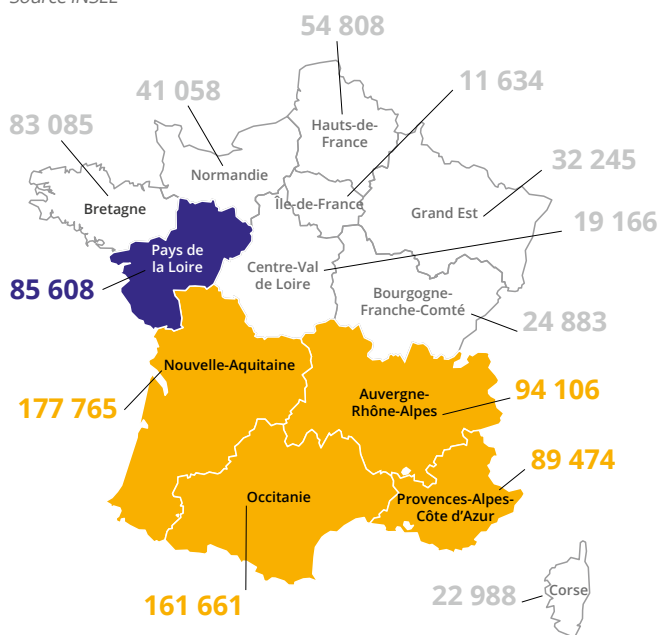 Source INSEE
54 808
41 058
11 634
83 085
Hauts-de-
France
32 245
Normandie
Île-de-France
Bretagne
Grand Est
19 166
Pays de
la Loire
Centre-Val
de Loire
85 608
Bourgogne-
Franche-Comté
24 883
Nouvelle-Aquitaine
177 765
Auvergne-
Rhône-Alpes
94 106
89 474
Occitanie
Provences-Alpes-
Côte d'Azur
161 661
22 988
Corse